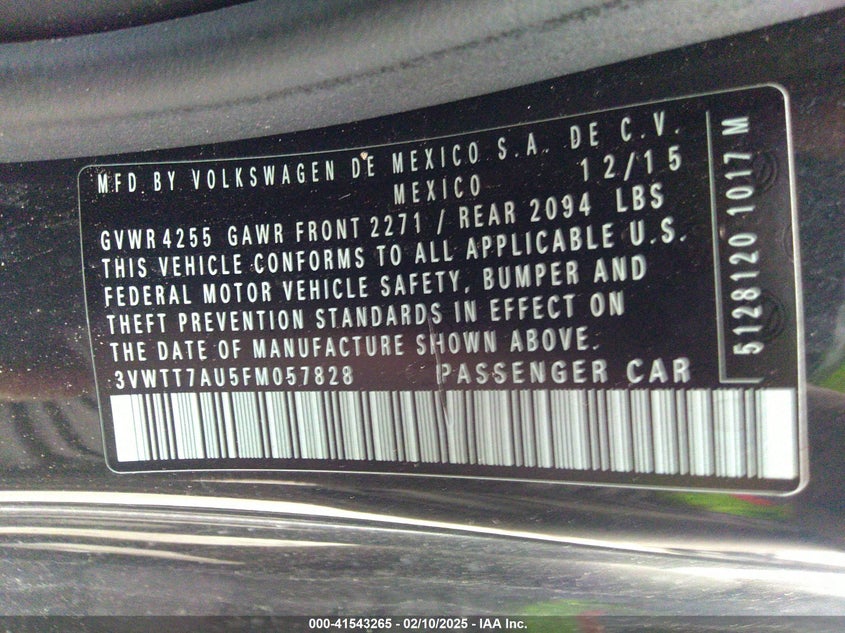 MFD. BY VOLKSWAGEN DE MEXICO S.A. DE C.V.
MEXICO 12/15
GVWR 4255 GAWR FRONT 2271 / REAR 2094 LBS
THIS VEHICLE CONFORMS TO ALL APPLICABLE U.S.
FEDERAL MOTOR VEHICLE SAFETY, BUMPER AND
THEFT PREVENTION STANDARDS IN EFFECT ON
THE DATE OF MANUFACTURE SHOWN ABOVE.
3VWTT7AU5FM057828 PASSENGER CAR
5128120 1017 M
000-41543265 - 02/10/2025 - IAA Inc.